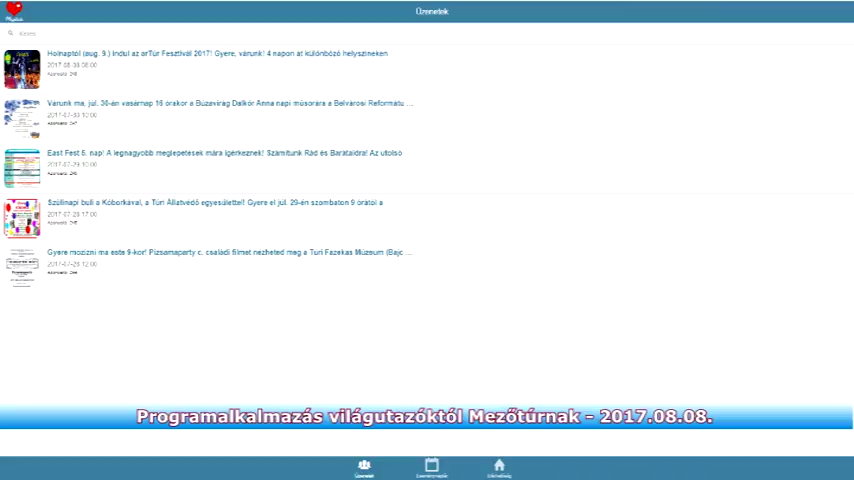 Üzenetek
Keresés
Holnaptól (aug. 9.) indul az arTúr Fesztivál 2017! Gyere, várunk! 4 napon át különböző helyszíneken
2017-08-08 08:00
Várunk ma, júl. 30-án vasárnap 16 órakor a Búzavirág Dalkör Anna napi műsorára a Belvárosi Reformátu ...
2017-07-30 10:00
East Fest 5. nap! A legnagyobb meglepetések mára ígérkeznek! Számítunk Rád és Barátaidra! Az utolsó
2017-07-29 10:00
Szülinapi buli a Kóborkával, a Túri Állatvédő egyesülettel! Gyere el júl. 29-én szombaton 9 órától a
2017-07-28 17:00
Gyere mozizni ma este 9-kor! Pizsamaparty c. családi filmet nézheted meg a Túri Fazekas Múzeum (Bajc ...
2017-07-28 12:00
Programalkalmazás világutazóktól Mezőtúrnak - 2017.08.08.
Üzenetek